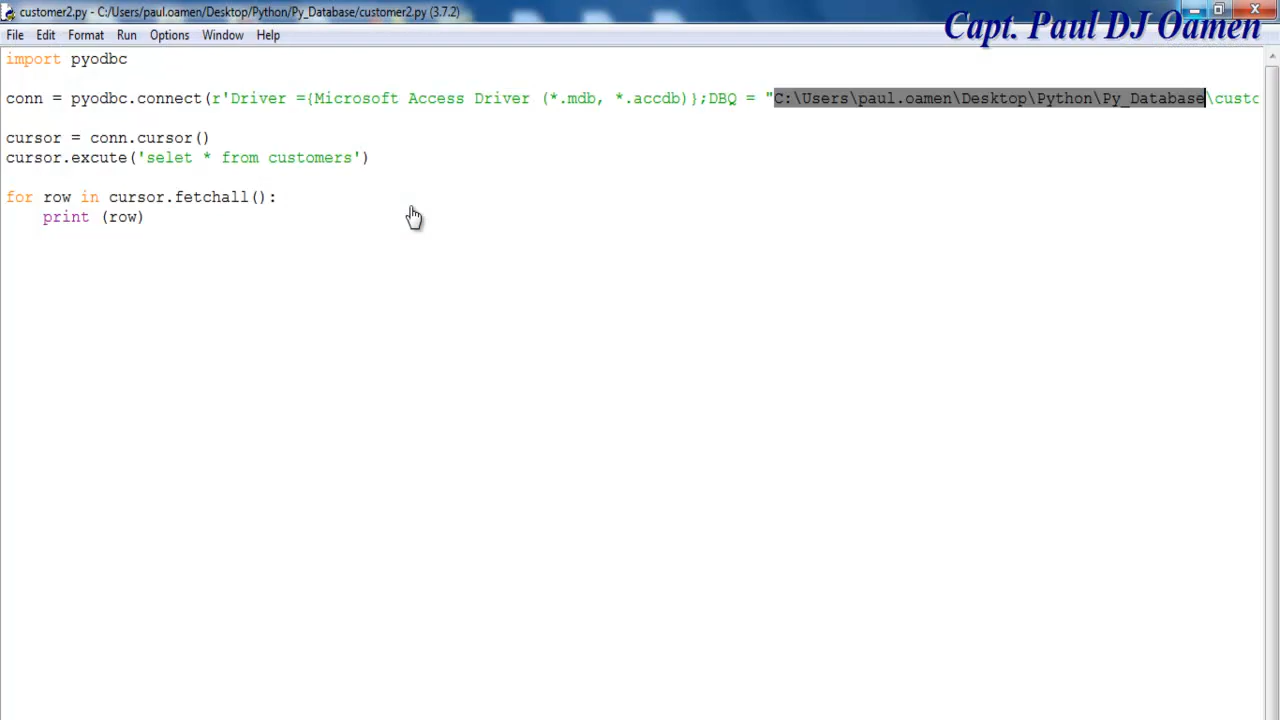 customer2.py - C:/Users/paul.oamen/Desktop/Python/Py_Database/customer2.py (3.7.2)
Capt. Paul DJ Oamen
File Edit Format Run Options Window Help
import pyodbc
conn = pyodbc.connect(r'Driver ={Microsoft Access Driver (*.mdb, *.accdb)};DBQ = "C:\Users\paul.oamen\Desktop\Python\Py_Database\custo
cursor = conn.cursor()
cursor.excute('selet * from customers')
for row in cursor.fetchall():
    print (row)